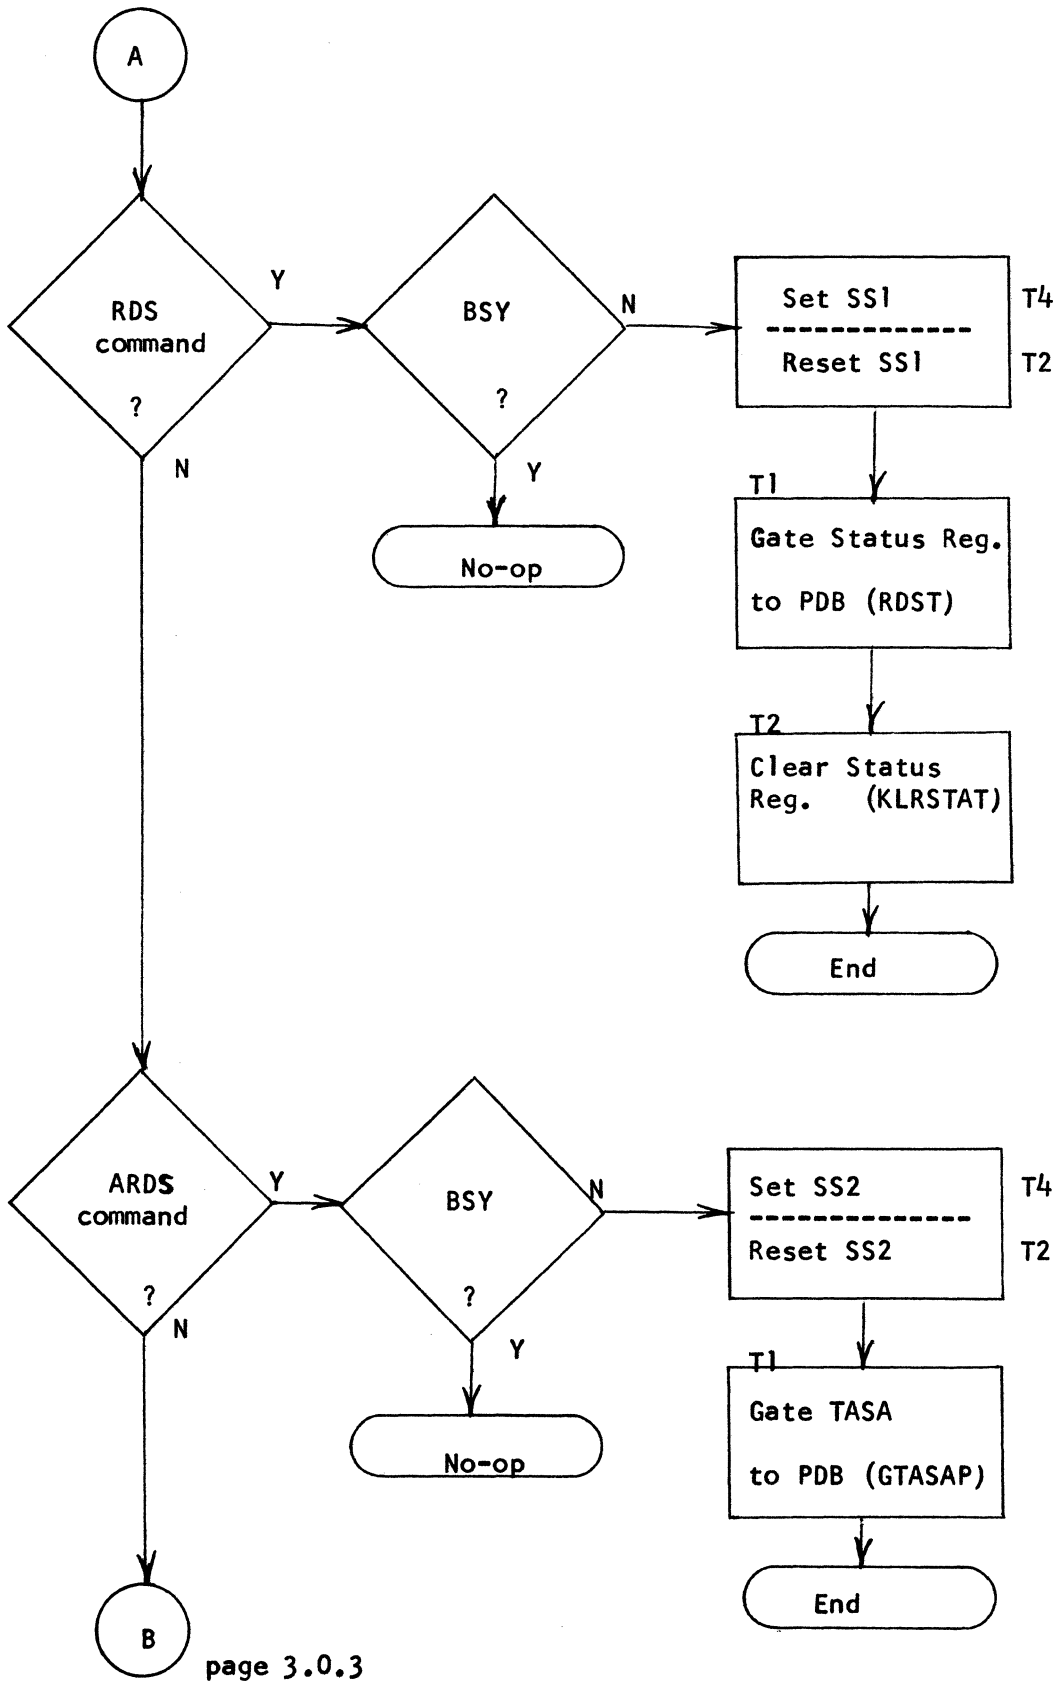 A
RDS
command
?
Y
N
BSY
?
N
Y
No-op
Set SS1
Reset SS1
T4
T2
T1
Gate Status Reg.
to PDB (RDST)
T2
Clear Status
Reg. (KLRSTAT)
End
ARDS
command
?
Y
N
BSY
?
N
Y
No-op
Set SS2
Reset SS2
T4
T2
T1
Gate TASA
to PDB (GTASAP)
End
B
page 3.0.3